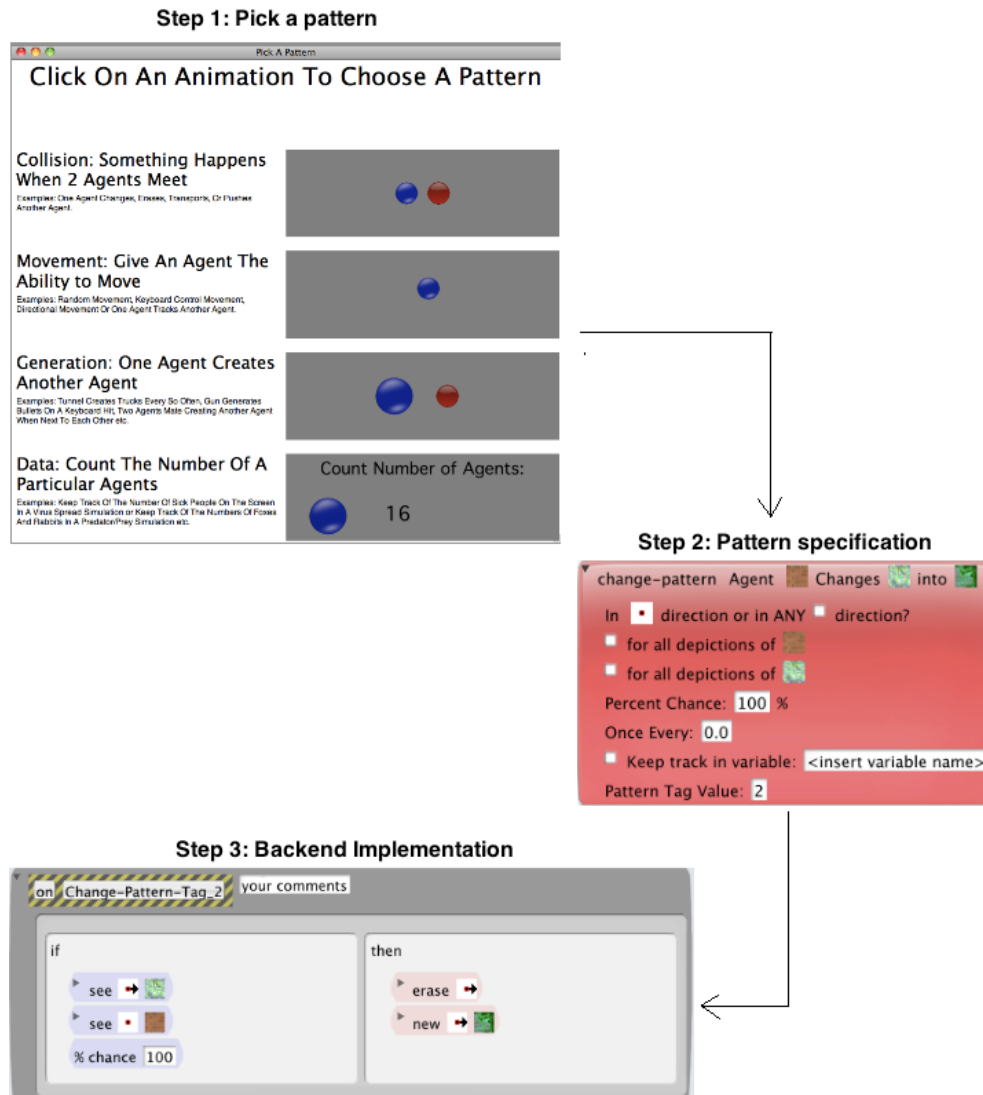 Step 1: Pick a pattern
Pick A Pattern
Click On An Animation To Choose A Pattern
Collision: Something Happens
When 2 Agents Meet
Examples: One Agent Changes, Erases, Transports, Or Pushes
Another Agent.
Movement: Give An Agent The
Ability to Move
Examples: Random Movement, Keyboard Control Movement,
Directional Movement Or One Agent Tracks Another Agent.
Generation: One Agent Creates
Another Agent
Examples: Tunnel Creates Trucks Every So Often, Gun Generates
Bullets On A Keyboard Hit, Two Agents Mate Creating Another Agent
When Next To Each Other etc.
Data: Count The Number Of A
Particular Agents
Examples: Keep Track Of The Number Of Sick People On The Screen
In A Virus Spread Simulation or Keep Track Of The Numbers Of Foxes
And Rabbits In A Predator/Prey Simulation etc.
Count Number of Agents:
16
Step 2: Pattern specification
change-pattern Agent Changes into
In direction or in ANY direction?
for all depictions of
for all depictions of
Percent Chance: 100 %
Once Every: 0.0
Keep track in variable: <insert variable name>
Pattern Tag Value: 2
Step 3: Backend Implementation
on Change-Pattern-Tag_2 your comments
if
see
see
% chance 100
then
erase
new